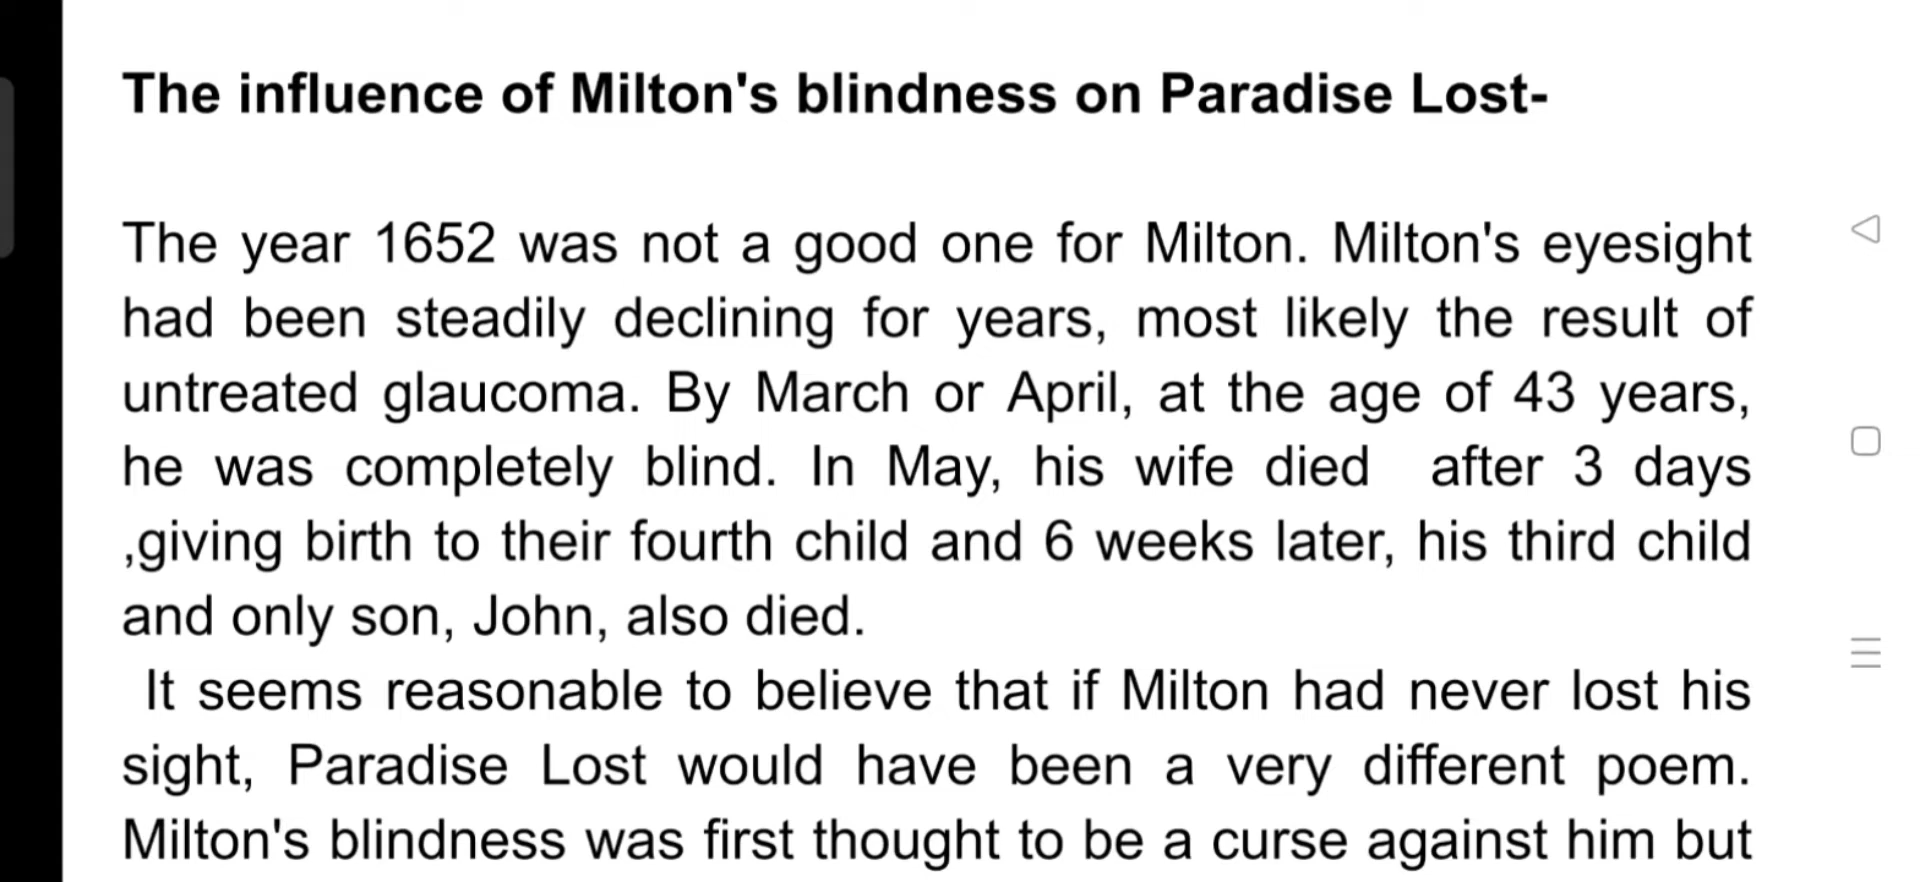 The influence of Milton's blindness on Paradise Lost-
The year 1652 was not a good one for Milton. Milton's eyesight
had been steadily declining for years, most likely the result of
untreated glaucoma. By March or April, at the age of 43 years,
he was completely blind. In May, his wife died after 3 days
,giving birth to their fourth child and 6 weeks later, his third child
and only son, John, also died.
It seems reasonable to believe that if Milton had never lost his
sight, Paradise Lost would have been a very different poem.
Milton's blindness was first thought to be a curse against him but